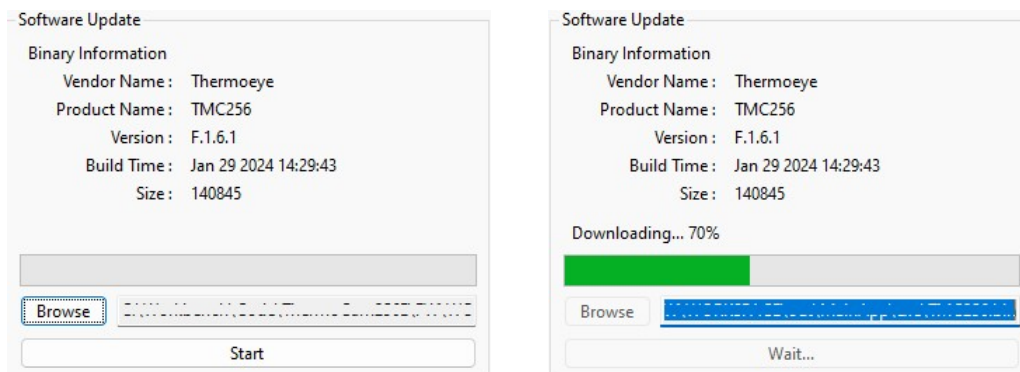 Software Update
Binary Information
Vendor Name : Thermoeye
Product Name : TMC256
Version : F.1.6.1
Build Time : Jan 29 2024 14:29:43
Size : 140845
Browse
Start
Software Update
Binary Information
Vendor Name : Thermoeye
Product Name : TMC256
Version : F.1.6.1
Build Time : Jan 29 2024 14:29:43
Size : 140845
Downloading... 70%
Browse
Wait...